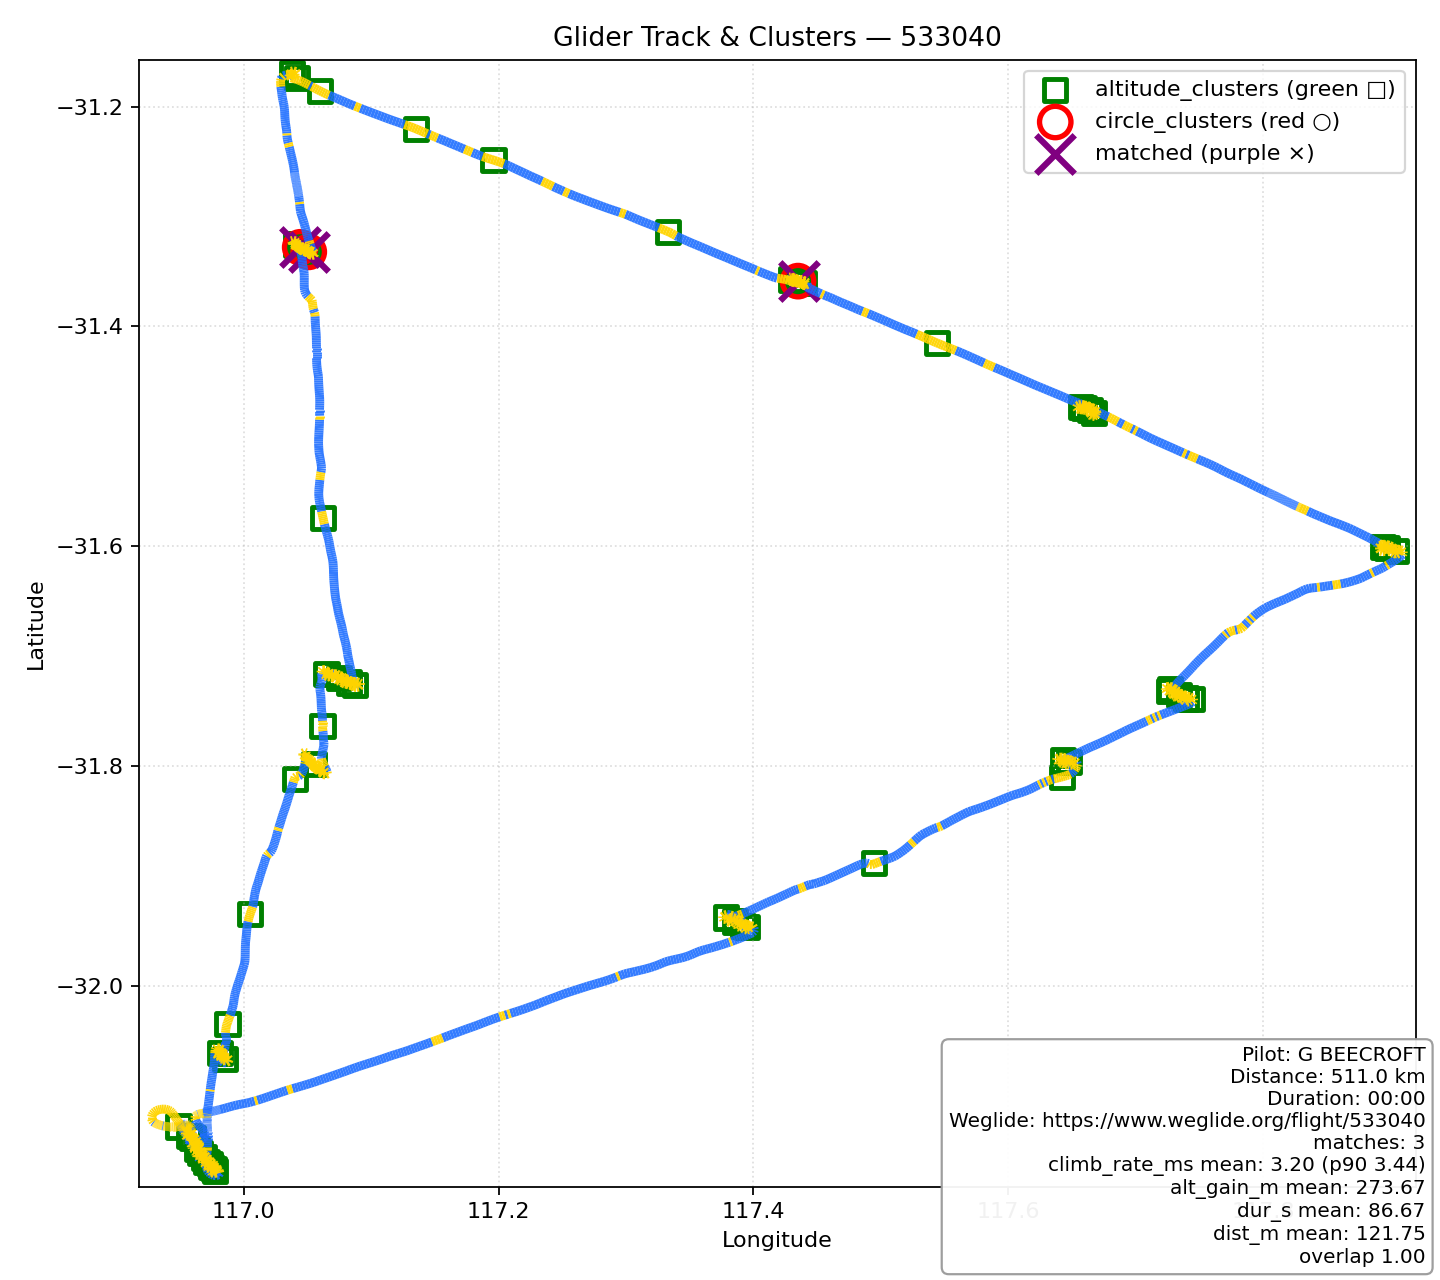 Glider Track & Clusters — 533040
altitude_clusters (green □)
circle_clusters (red ○)
matched (purple ×)
−31.2
−31.4
−31.6
−31.8
−32.0
Latitude
117.0
117.2
117.4
117.6
Longitude
Pilot: G BEECROFT
Distance: 511.0 km
Duration: 00:00
Weglide: https://www.weglide.org/flight/533040
matches: 3
climb_rate_ms mean: 3.20 (p90 3.44)
alt_gain_m mean: 273.67
dur_s mean: 86.67
dist_m mean: 121.75
overlap 1.00